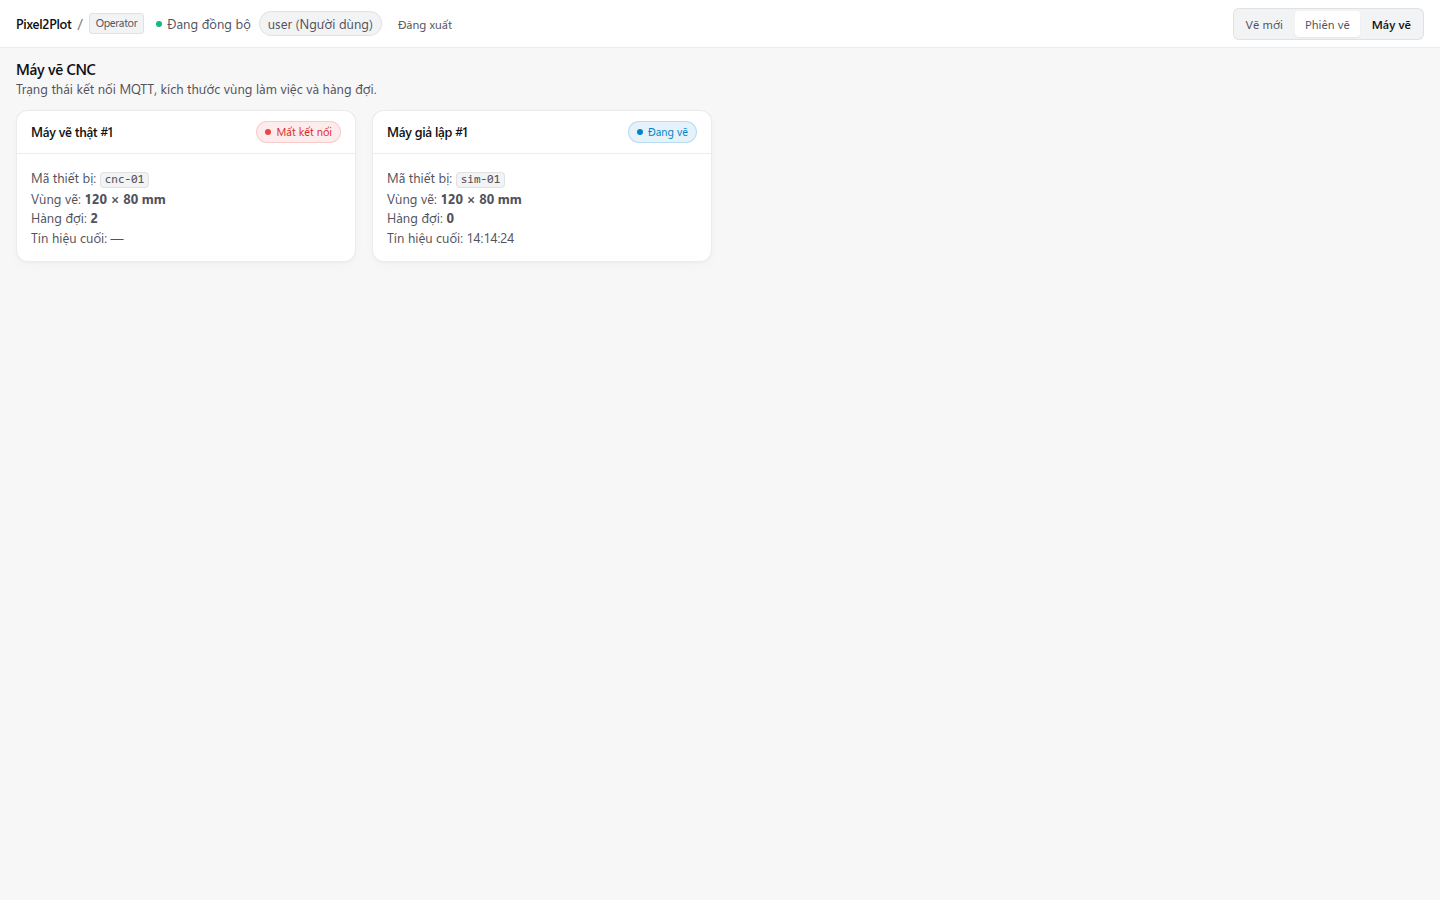 Pixel2Plot / Operator Đang đồng bộ user (Người dùng) Đăng xuất Vẽ mới Phiên vẽ Máy vẽ
Máy vẽ CNC
Trạng thái kết nối MQTT, kích thước vùng làm việc và hàng đợi.
Máy vẽ thật #1 Mất kết nối
Mã thiết bị: cnc-01
Vùng vẽ: 120 × 80 mm
Hàng đợi: 2
Tín hiệu cuối: —
Máy giả lập #1 Đang vẽ
Mã thiết bị: sim-01
Vùng vẽ: 120 × 80 mm
Hàng đợi: 0
Tín hiệu cuối: 14:14:24